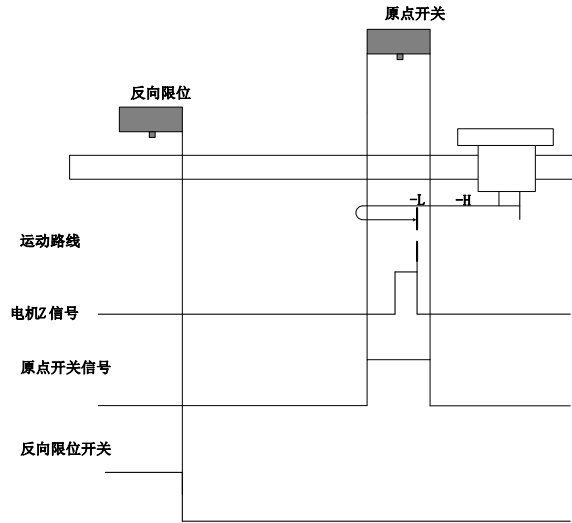 原点开关
反向限位
-L
-H
运动路线
电机Z信号
原点开关信号
反向限位开关